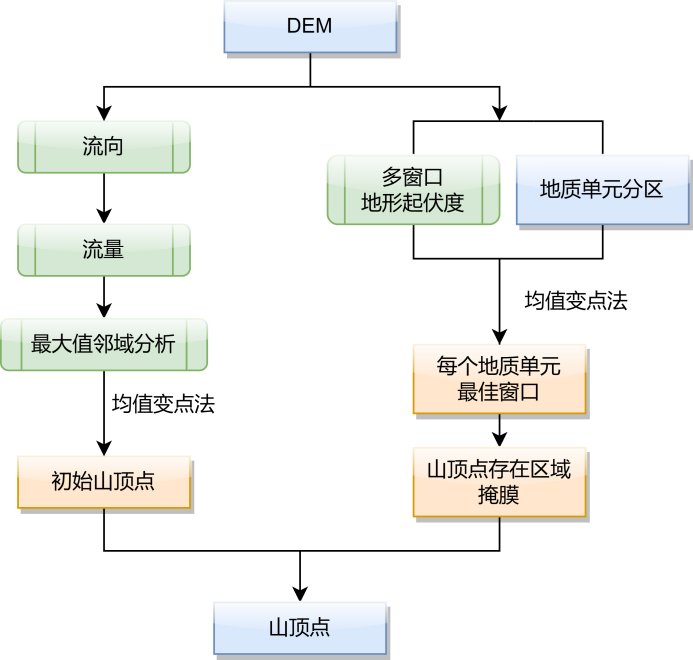 DEM
流向
多窗口
地形起伏度
地质单元分区
流量
均值变点法
最大值邻域分析
每个地质单元
最佳窗口
均值变点法
初始山顶点
山顶点存在区域
掩膜
山顶点